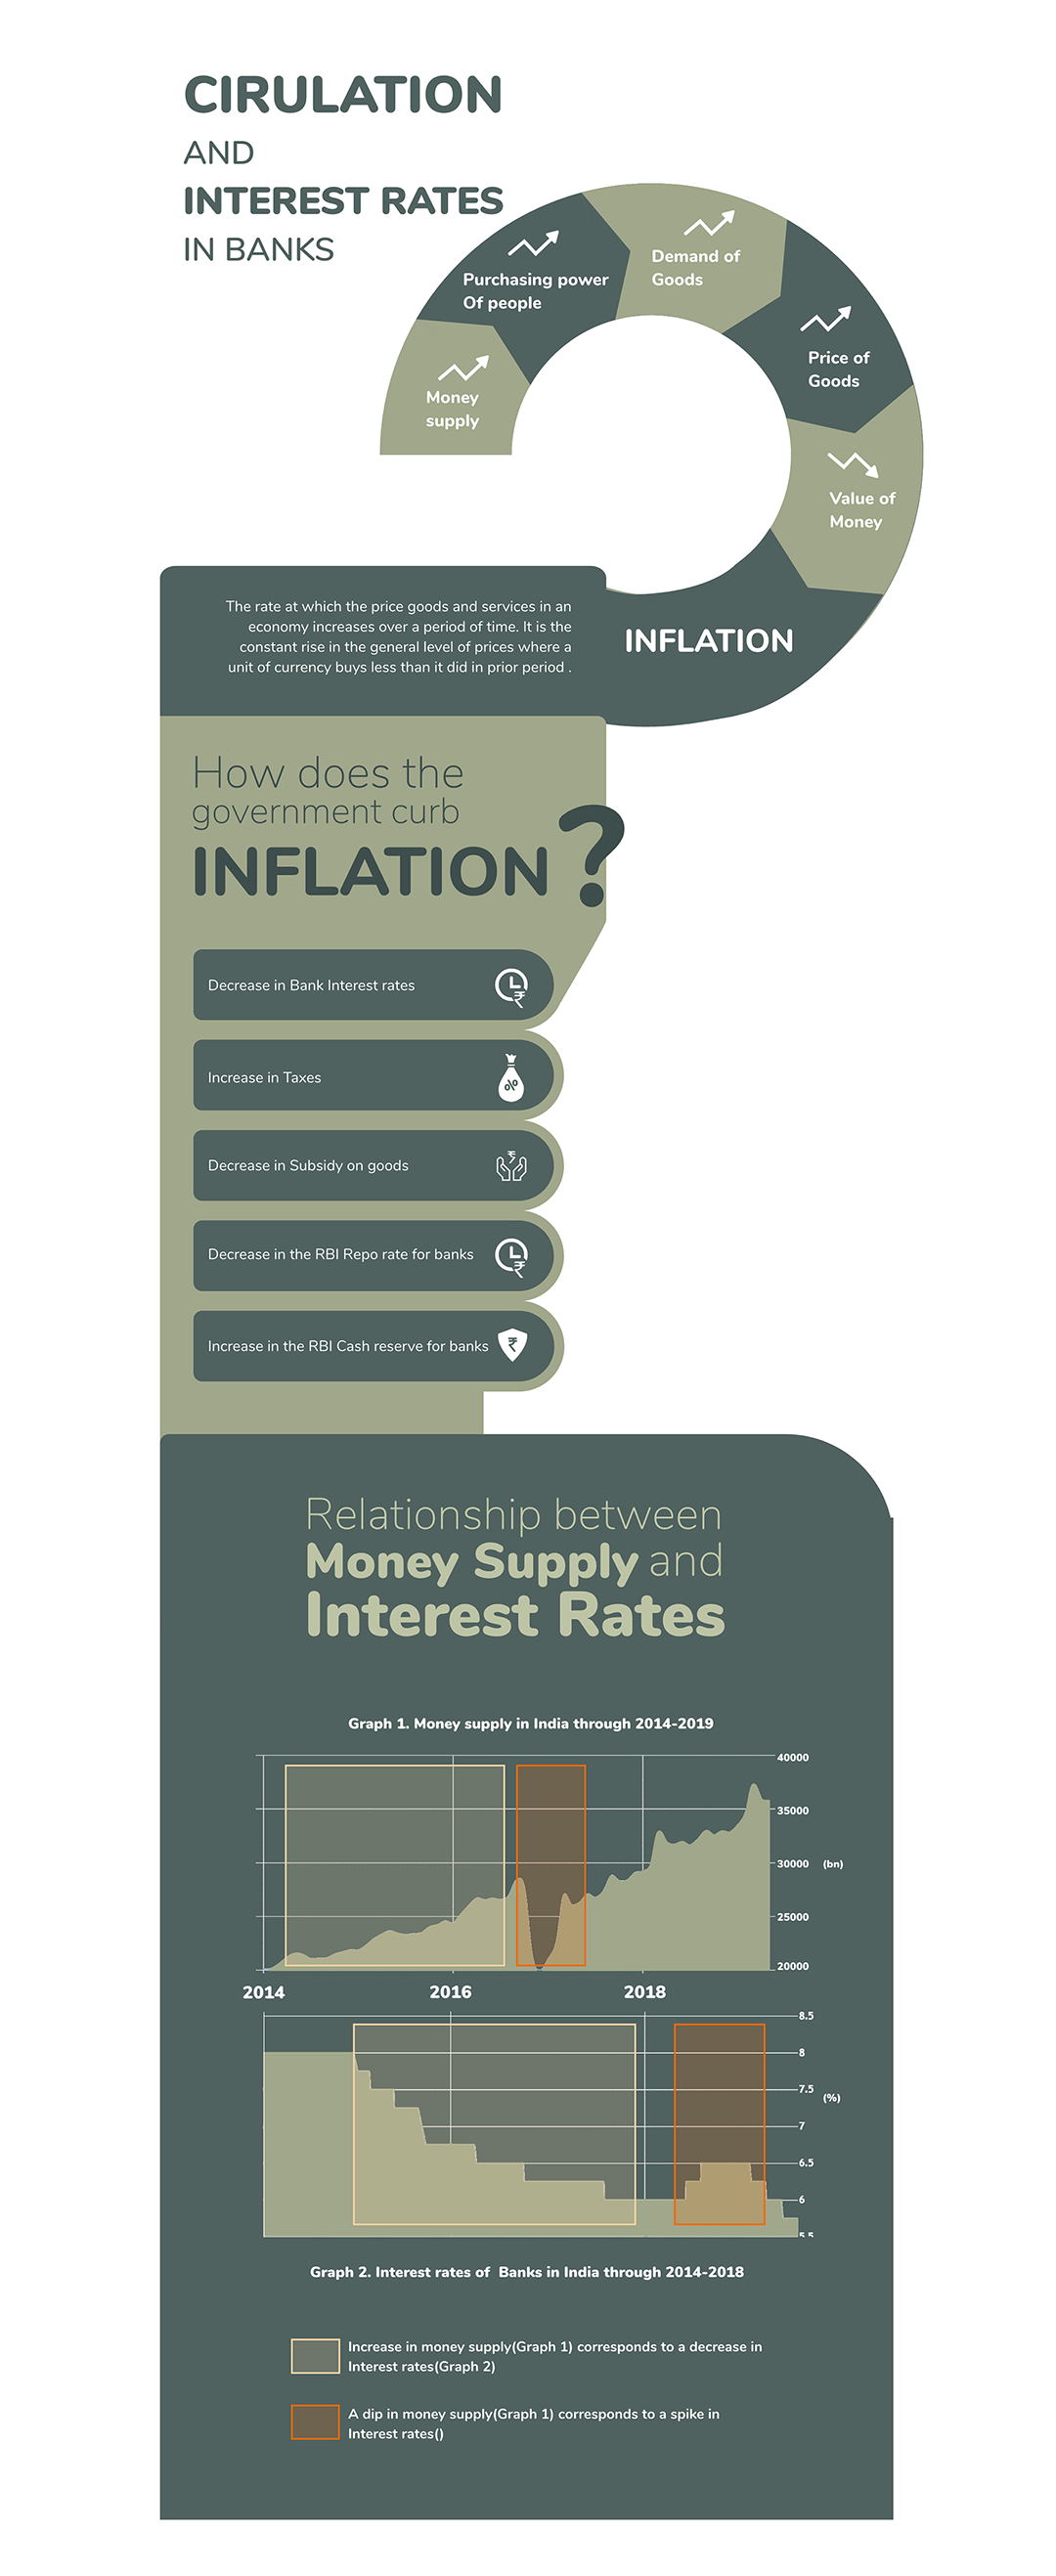 CIRULATION
AND
INTEREST RATES
IN BANKS
Money
supply
Purchasing power
Of people
Demand of
Goods
Price of
Goods
Value of
Money
INFLATION
The rate at which the price goods and services in an
economy increases over a period of time. It is the
constant rise in the general level of prices where a
unit of currency buys less than it did in prior period .
How does the
government curb
INFLATION?
Decrease in Bank Interest rates
Increase in Taxes
Decrease in Subsidy on goods
Decrease in the RBI Repo rate for banks
Increase in the RBI Cash reserve for banks
Relationship between
Money Supply and
Interest Rates
Graph 1. Money supply in India through 2014-2019
40000
35000
30000 (bn)
25000
20000
2014 2016 2018
8.5
8
7.5
(%)
7
6.5
6
5.5
Graph 2. Interest rates of Banks in India through 2014-2018
Increase in money supply(Graph 1) corresponds to a decrease in
Interest rates(Graph 2)
A dip in money supply(Graph 1) corresponds to a spike in
Interest rates()